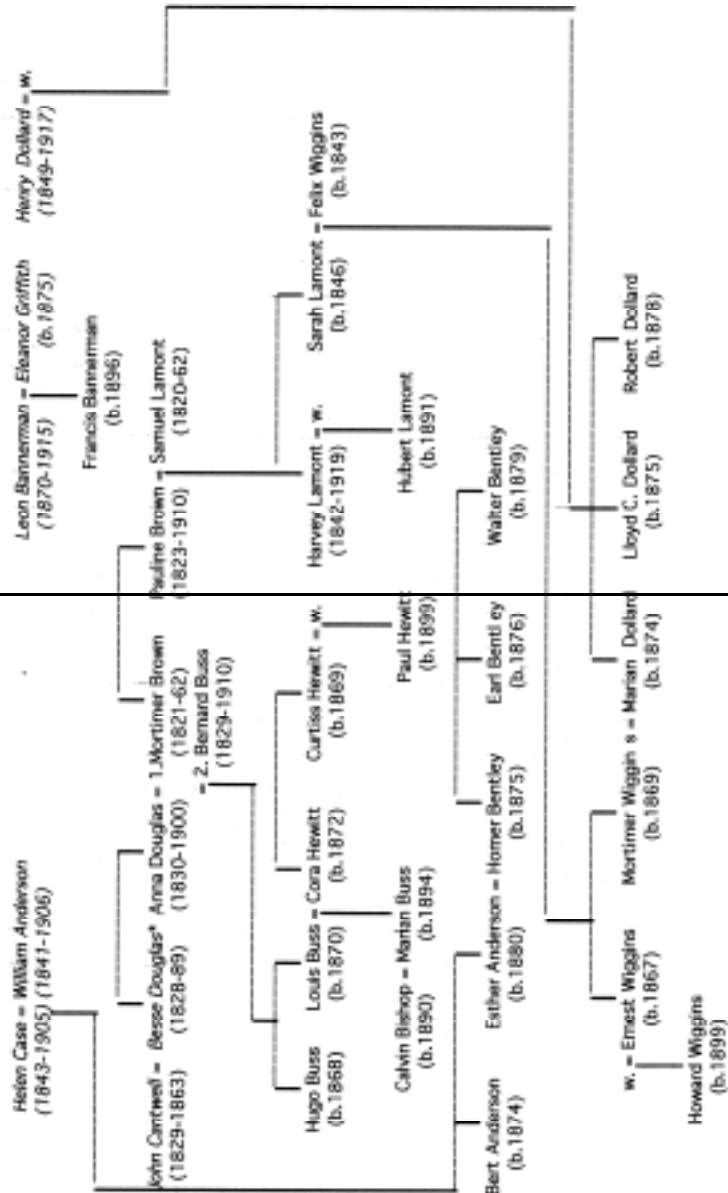 Helen Case = William Anderson Leon Bannerman = Eleanor Griffith Henry Dollard = w.
(1843-1905) (1841-1906) (1870-1915) (b.1875) (1849-1917)
Francis Bannerman
(b.1896)
John Cantwell = Besse Douglas* Anna Douglas = 1.Mortimer Brown Pauline Brown = Samuel Lamont
(1829-1863) (1828-89) (1830-1900) (1821-62) (1823-1910) (1820-62)
= 2. Bernard Buss
(1829-1910)
Hugo Buss Louis Buss = Cora Hewitt Curtiss Hewitt = w. Harvey Lamont = w. Sarah Lamont = Felix Wiggins
(b.1868) (b.1870) (b.1872) (b.1869) (1842-1919) (b.1846) (b.1843)
Calvin Bishop = Marian Buss Paul Hewitt Hubert Lamont
(b.1890) (b.1894) (b.1899) (b.1891)
Bert Anderson Esther Anderson = Homer Bentley Earl Bentl ey Walter Bentley
(b.1874) (b.1880) (b.1875) (b.1876) (b.1879)
w. = Ernest Wiggins Mortimer Wiggin s = Marian Dollard Lloyd C. Dollard Robert Dollard
(b.1867) (b.1869) (b.1874) (b.1875) (b.1878)
Howard Wiggins
(b.1899)